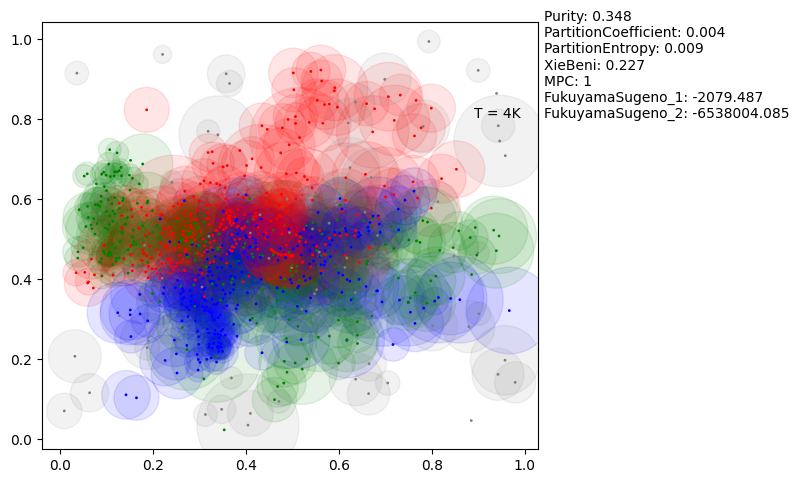 Purity: 0.348
PartitionCoefficient: 0.004
PartitionEntropy: 0.009
XieBeni: 0.227
MPC: 1
FukuyamaSugeno_1: -2079.487
FukuyamaSugeno_2: -6538004.085
T = 4K
1.0
0.8
0.6
0.4
0.2
0.0
0.0 0.2 0.4 0.6 0.8 1.0